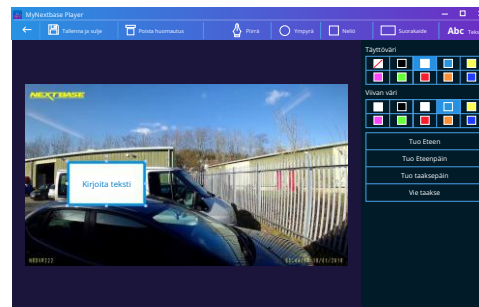 MyNextbase Player
Tallenna ja sulje
Poista huomautus
Piirrä
Ympyrä
Neliö
Suorakaide
Abc
Täyttöväri
NEXTBASE
Viivan väri
Tuo Eteen
Tuo Eteenpäin
Kirjoita teksti
Tuo taaksepäin
Vie taakse